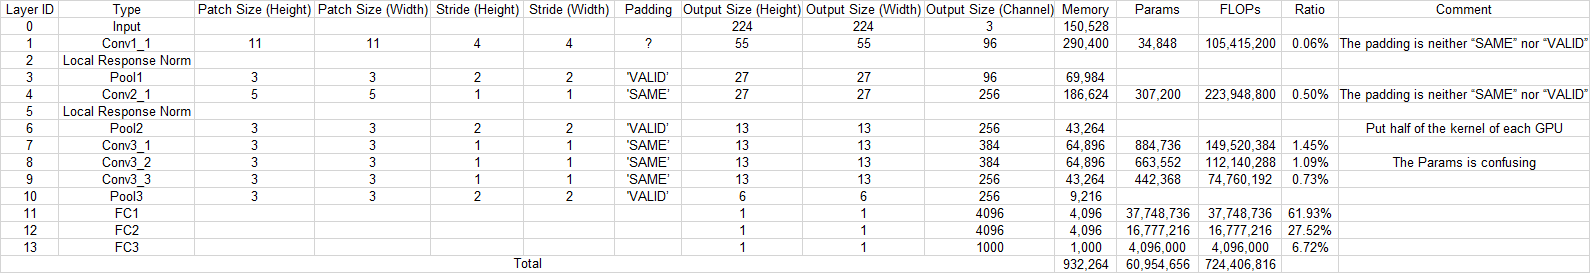 Layer ID Type Patch Size (Height) Patch Size (Width) Stride (Height) Stride (Width) Padding Output Size (Height) Output Size (Width) Output Size (Channel) Memory Params FLOPs Ratio Comment
0 Input 224 224 3 150,528
1 Conv1_1 11 11 4 4 ? 55 55 96 290,400 34,848 105,415,200 0.06% The padding is neither “SAME” nor “VALID”
2 Local Response Norm
3 Pool1 3 3 2 2 'VALID' 27 27 96 69,984
4 Conv2_1 5 5 1 1 'SAME' 27 27 256 186,624 307,200 223,948,800 0.50% The padding is neither “SAME” nor “VALID”
5 Local Response Norm
6 Pool2 3 3 2 2 'VALID' 13 13 256 43,264 Put half of the kernel of each GPU
7 Conv3_1 3 3 1 1 'SAME' 13 13 384 64,896 884,736 149,520,384 1.45%
8 Conv3_2 3 3 1 1 'SAME' 13 13 384 64,896 663,552 112,140,288 1.09% The Params is confusing
9 Conv3_3 3 3 1 1 'SAME' 13 13 256 43,264 442,368 74,760,192 0.73%
10 Pool3 3 3 2 2 'VALID' 6 6 256 9,216
11 FC1 1 1 4096 4,096 37,748,736 37,748,736 61.93%
12 FC2 1 1 4096 4,096 16,777,216 16,777,216 27.52%
13 FC3 1 1 1000 1,000 4,096,000 4,096,000 6.72%
Total 932,264 60,954,656 724,406,816